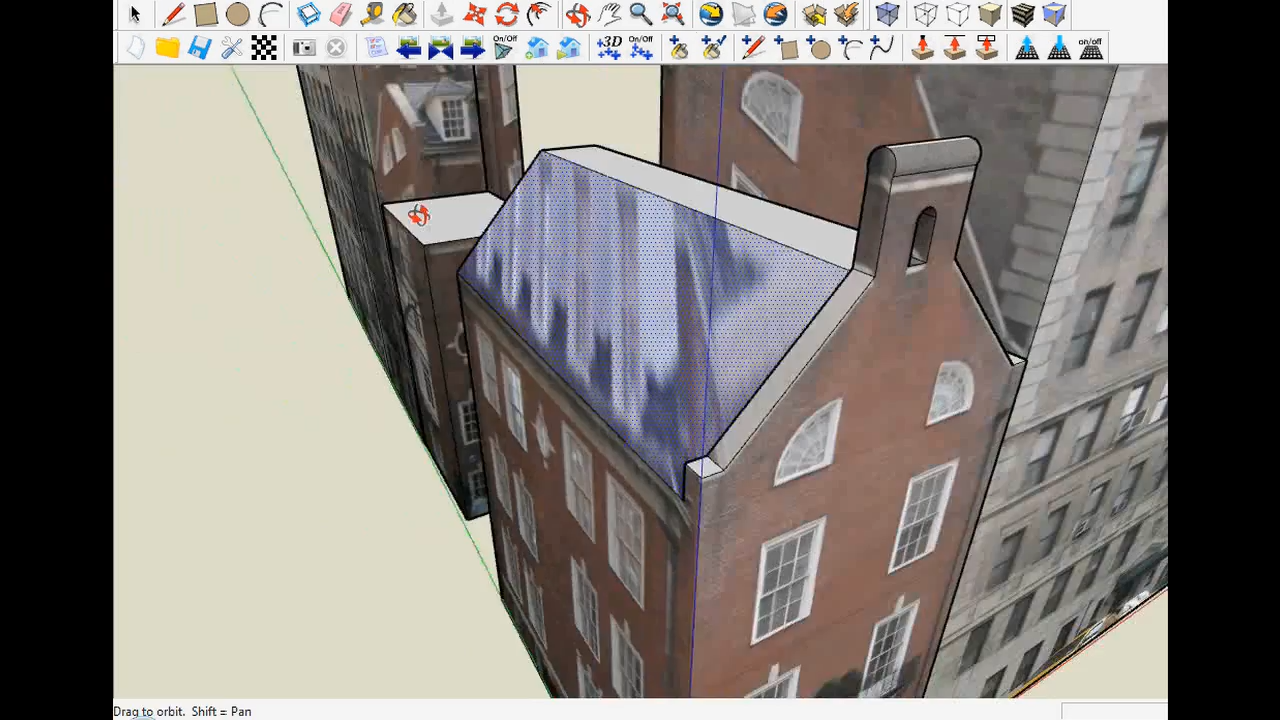 On/Off
3D
On/Off
on/off
Drag to orbit. Shift = Pan